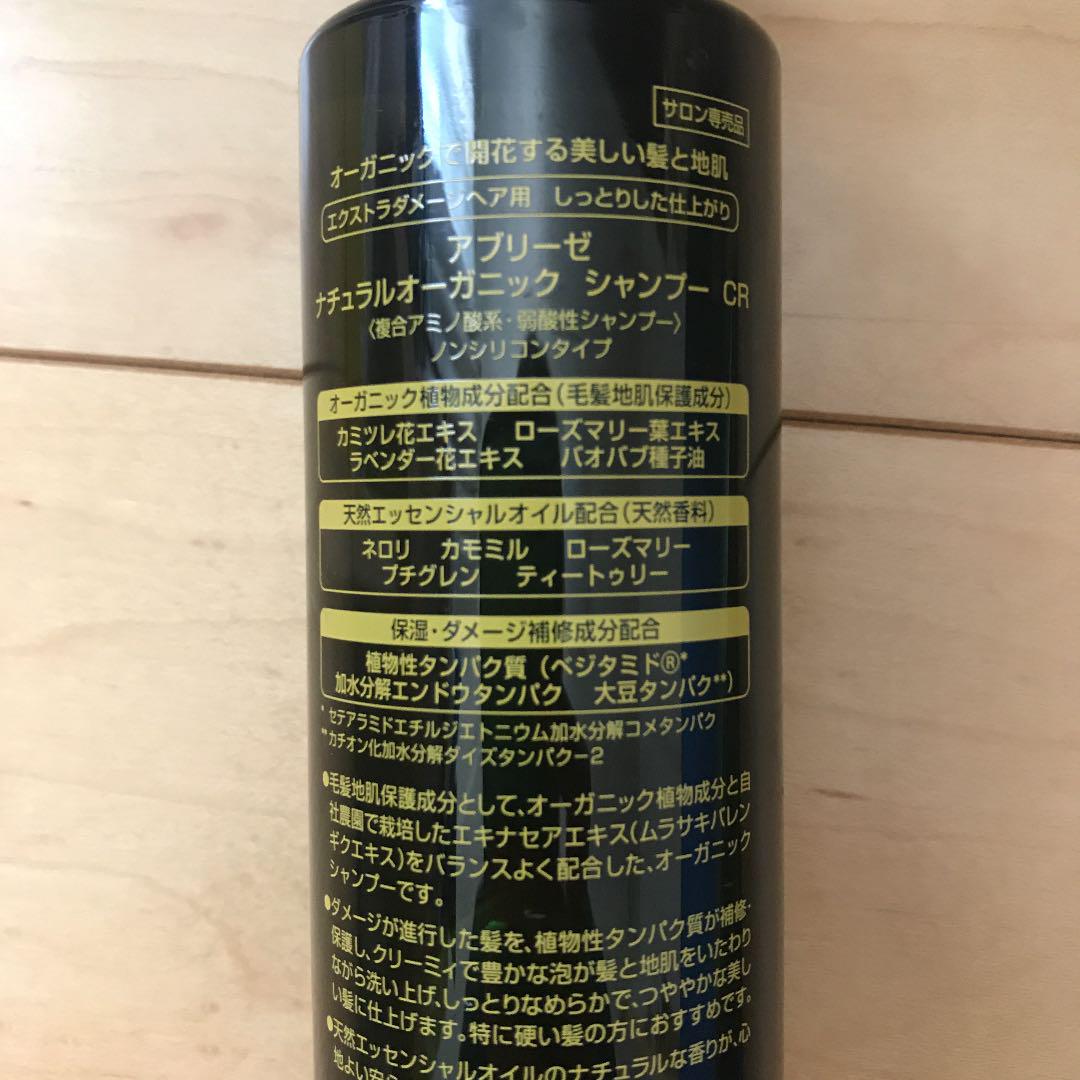 サロン専売品
オーガニックで開花する美しい髪と地肌
エクストラダメージヘア用 しっとりした仕上がり
アブリーゼ
ナチュラルオーガニック シャンプー CR
〈複合アミノ酸系・弱酸性シャンプー〉
ノンシリコンタイプ
オーガニック植物成分配合(毛髪地肌保護成分)
カミツレ花エキス ローズマリー葉エキス
ラベンダー花エキス バオバブ種子油
天然エッセンシャルオイル配合(天然香料)
ネロリ カモミル ローズマリー
プチグレン ティートゥリー
保湿・ダメージ補修成分配合
植物性タンパク質(ベジタミド®*
加水分解エンドウタンパク 大豆タンパク**)
*セテアラミドエチルジエトニウム加水分解コメタンパク
**カチオン化加水分解ダイズタンパク-2
●毛髪地肌保護成分として、オーガニック植物成分と自
社農園で栽培したエキナセアエキス(ムラサキバレン
ギクエキス)をバランスよく配合した、オーガニック
シャンプーです。
●ダメージが進行した髪を、植物性タンパク質が補修・
保護し、クリーミィで豊かな泡が髪と地肌をいたわり
ながら洗い上げ、しっとりなめらかで、つややかな美し
い髪に仕上げます。特に硬い髪の方におすすめです。
●天然エッセンシャルオイルのナチュラルな香りが、心
地よい安ら